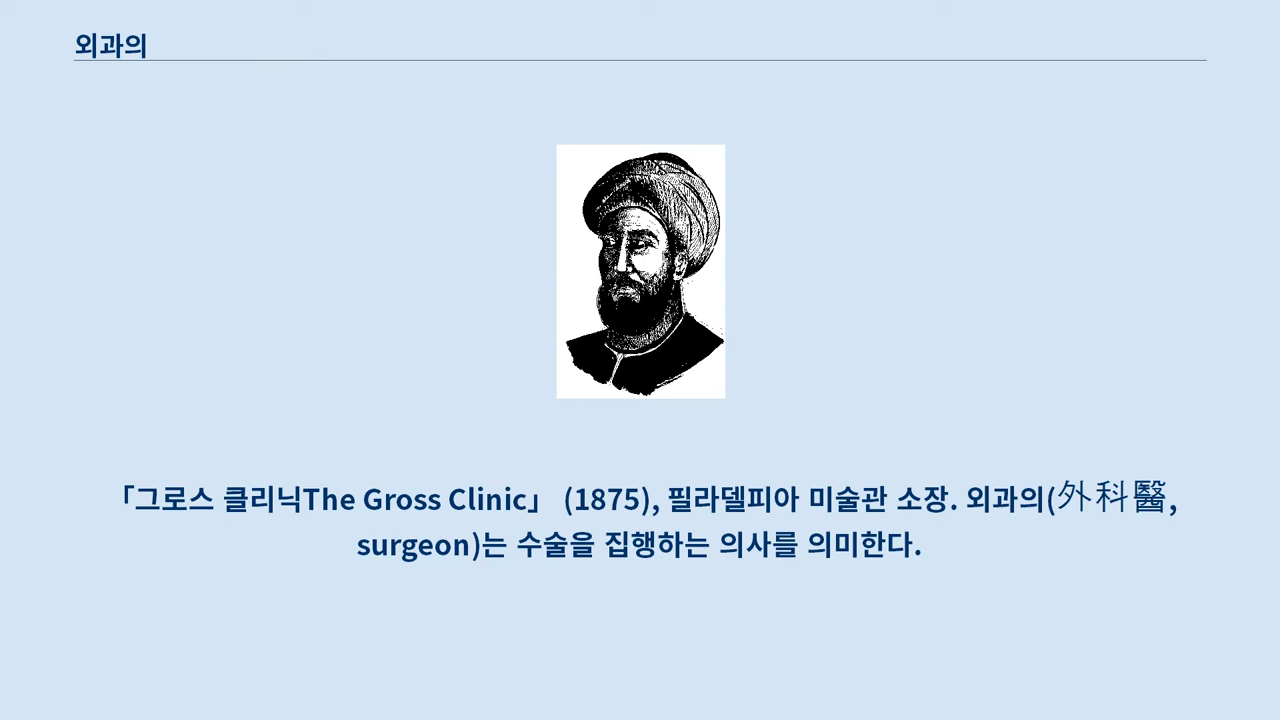 외과의
「그로스 클리닉The Gross Clinic」 (1875), 필라델피아 미술관 소장. 외과의(外科醫,
surgeon)는 수술을 집행하는 의사를 의미한다.